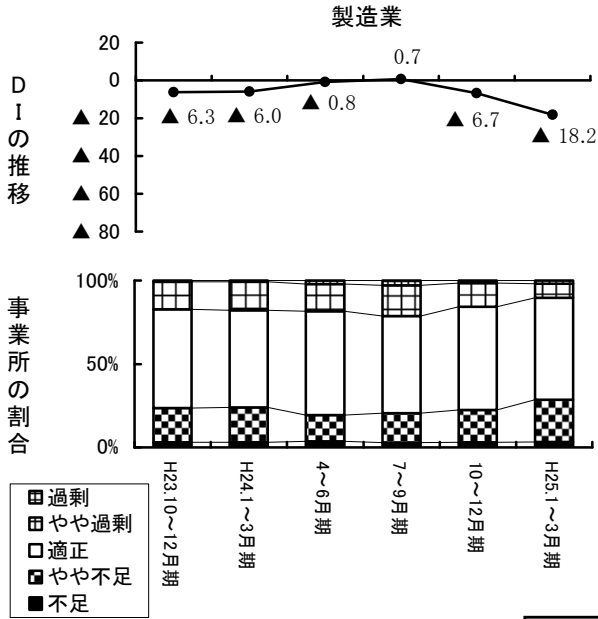 製造業
DIの推移
20
0
▲ 20
▲ 40
▲ 60
▲ 80
▲ 6.3
▲ 6.0
▲ 0.8
0.7
▲ 6.7
▲ 18.2
事業所の割合
100%
50%
0%
H23.10~12月期
H24.1~3月期
4~6月期
7~9月期
10~12月期
H25.1~3月期
過剰
やや過剰
適正
やや不足
不足